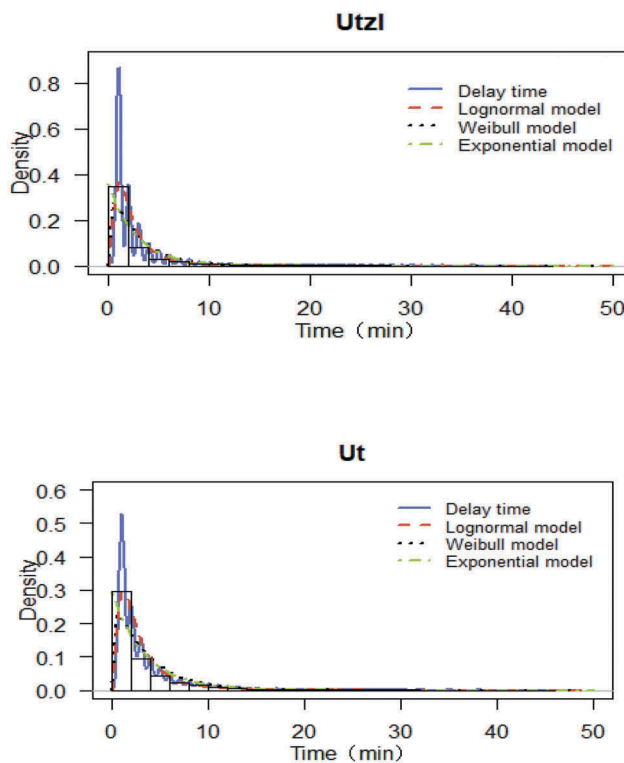 Utzl
Density
0.8
0.6
0.4
0.2
0.0
Delay time
Lognormal model
Weibull model
Exponential model
0 10 20 30 40 50
Time（min）
Ut
Density
0.6
0.5
0.4
0.3
0.2
0.1
0.0
Delay time
Lognormal model
Weibull model
Exponential model
0 10 20 30 40 50
Time（min）